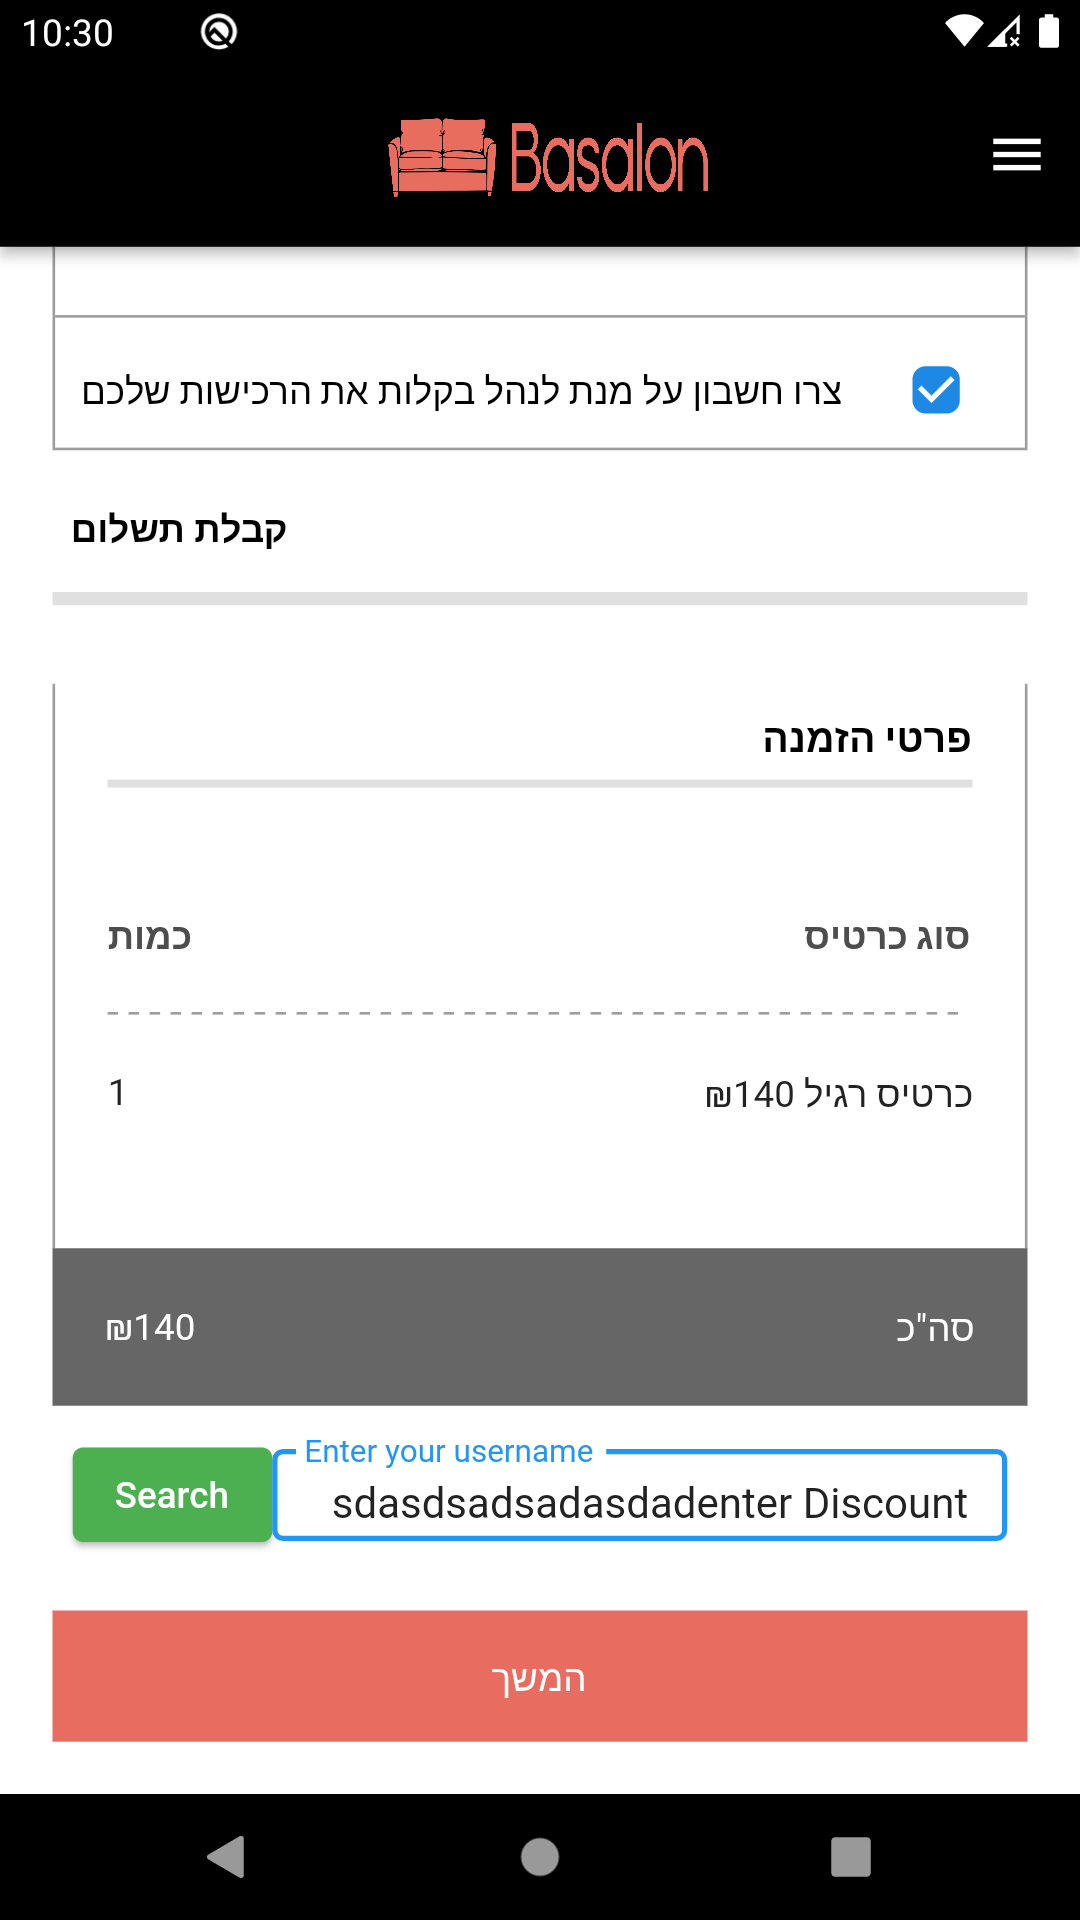 10:30
Basalon
צרו חשבון על מנת לנהל בקלות את הרכישות שלכם
קבלת תשלום
פרטי הזמנה
סוג כרטיס
כמות
כרטיס רגיל 140₪
1
סה"כ
140₪
Search
Enter your username
sdasdsadsadasdadenter Discount
המשך